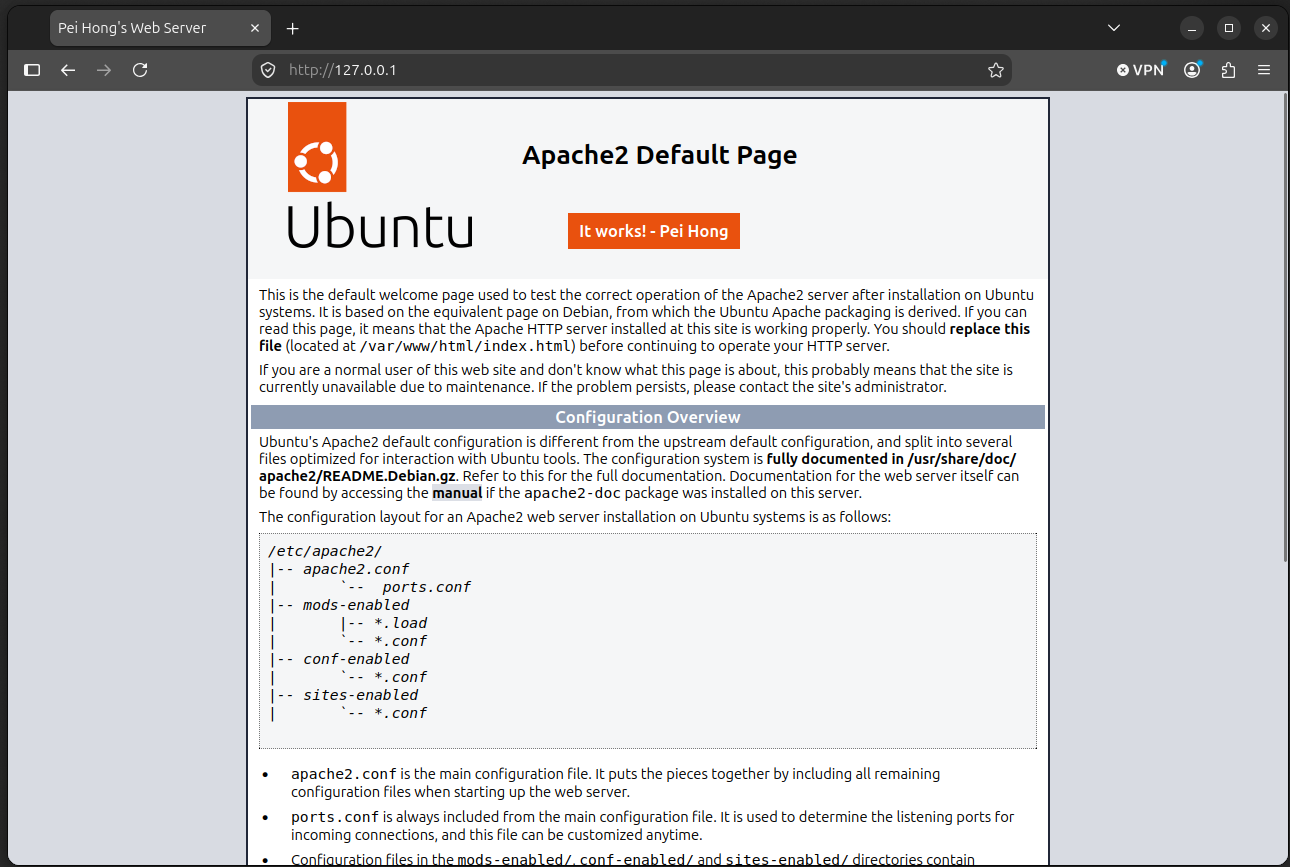 Pei Hong's Web Server
http://127.0.0.1
VPN
Apache2 Default Page
Ubuntu
It works! - Pei Hong
This is the default welcome page used to test the correct operation of the Apache2 server after installation on Ubuntu
systems. It is based on the equivalent page on Debian, from which the Ubuntu Apache packaging is derived. If you can
read this page, it means that the Apache HTTP server installed at this site is working properly. You should replace this
file (located at /var/www/html/index.html) before continuing to operate your HTTP server.
If you are a normal user of this web site and don't know what this page is about, this probably means that the site is
currently unavailable due to maintenance. If the problem persists, please contact the site's administrator.
Configuration Overview
Ubuntu's Apache2 default configuration is different from the upstream default configuration, and split into several
files optimized for interaction with Ubuntu tools. The configuration system is fully documented in /usr/share/doc/
apache2/README.Debian.gz. Refer to this for the full documentation. Documentation for the web server itself can
be found by accessing the manual if the apache2-doc package was installed on this server.
The configuration layout for an Apache2 web server installation on Ubuntu systems is as follows:
/etc/apache2/
|-- apache2.conf
|       `--  ports.conf
|-- mods-enabled
|       |-- *.load
|       `-- *.conf
|-- conf-enabled
|       `-- *.conf
|-- sites-enabled
|       `-- *.conf
• apache2.conf is the main configuration file. It puts the pieces together by including all remaining
configuration files when starting up the web server.
• ports.conf is always included from the main configuration file. It is used to determine the listening ports for
incoming connections, and this file can be customized anytime.
• Configuration files in the mods-enabled/, conf-enabled/ and sites-enabled/ directories contain